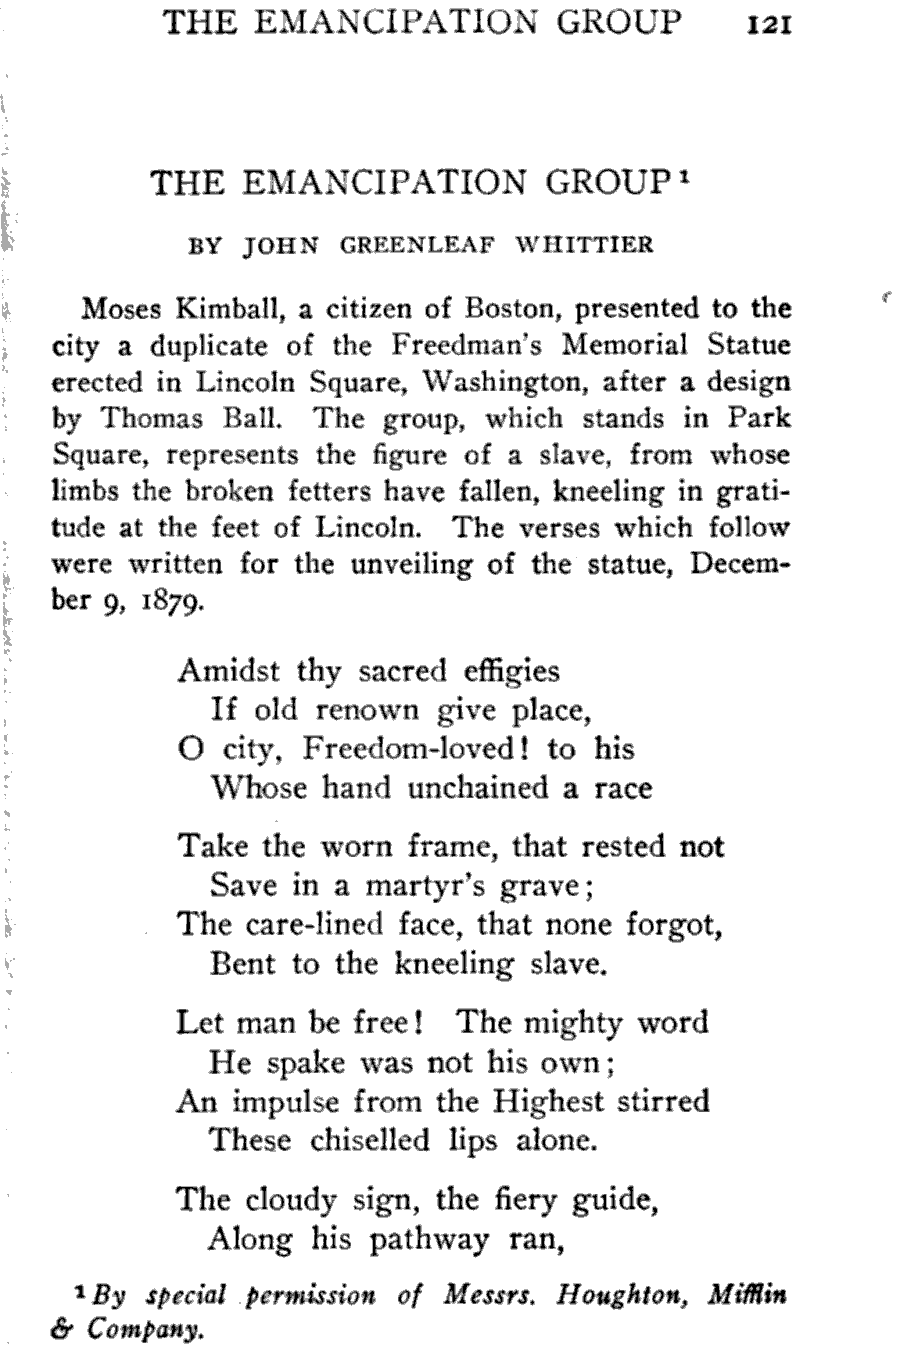 THE EMANCIPATION GROUP 121
THE EMANCIPATION GROUP¹
BY JOHN GREENLEAF WHITTIER
Moses Kimball, a citizen of Boston, presented to the
city a duplicate of the Freedman's Memorial Statue
erected in Lincoln Square, Washington, after a design
by Thomas Ball. The group, which stands in Park
Square, represents the figure of a slave, from whose
limbs the broken fetters have fallen, kneeling in grati-
tude at the feet of Lincoln. The verses which follow
were written for the unveiling of the statue, Decem-
ber 9, 1879.
Amidst thy sacred effigies
If old renown give place,
O city, Freedom-loved! to his
Whose hand unchained a race
Take the worn frame, that rested not
Save in a martyr's grave;
The care-lined face, that none forgot,
Bent to the kneeling slave.
Let man be free! The mighty word
He spake was not his own;
An impulse from the Highest stirred
These chiselled lips alone.
The cloudy sign, the fiery guide,
Along his pathway ran,
¹ By special permission of Messrs. Houghton, Mifflin
& Company.